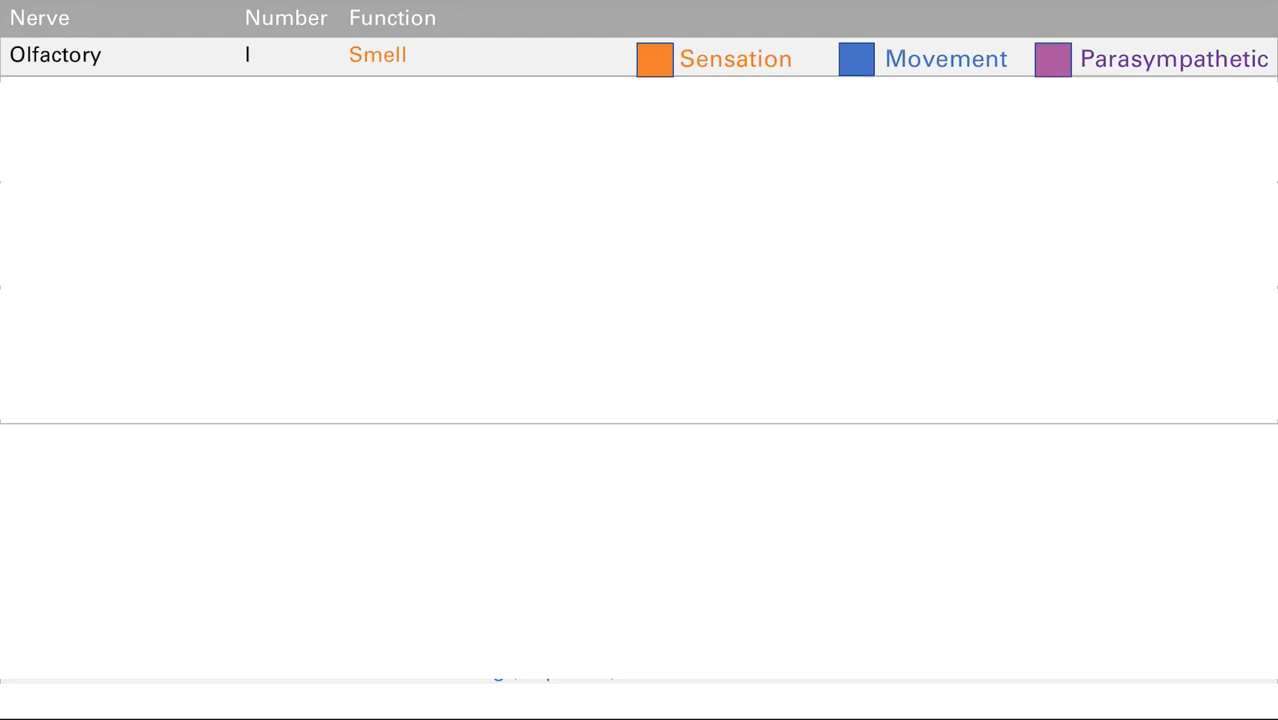 Nerve Number Function
Olfactory I Smell Sensation Movement Parasympathetic